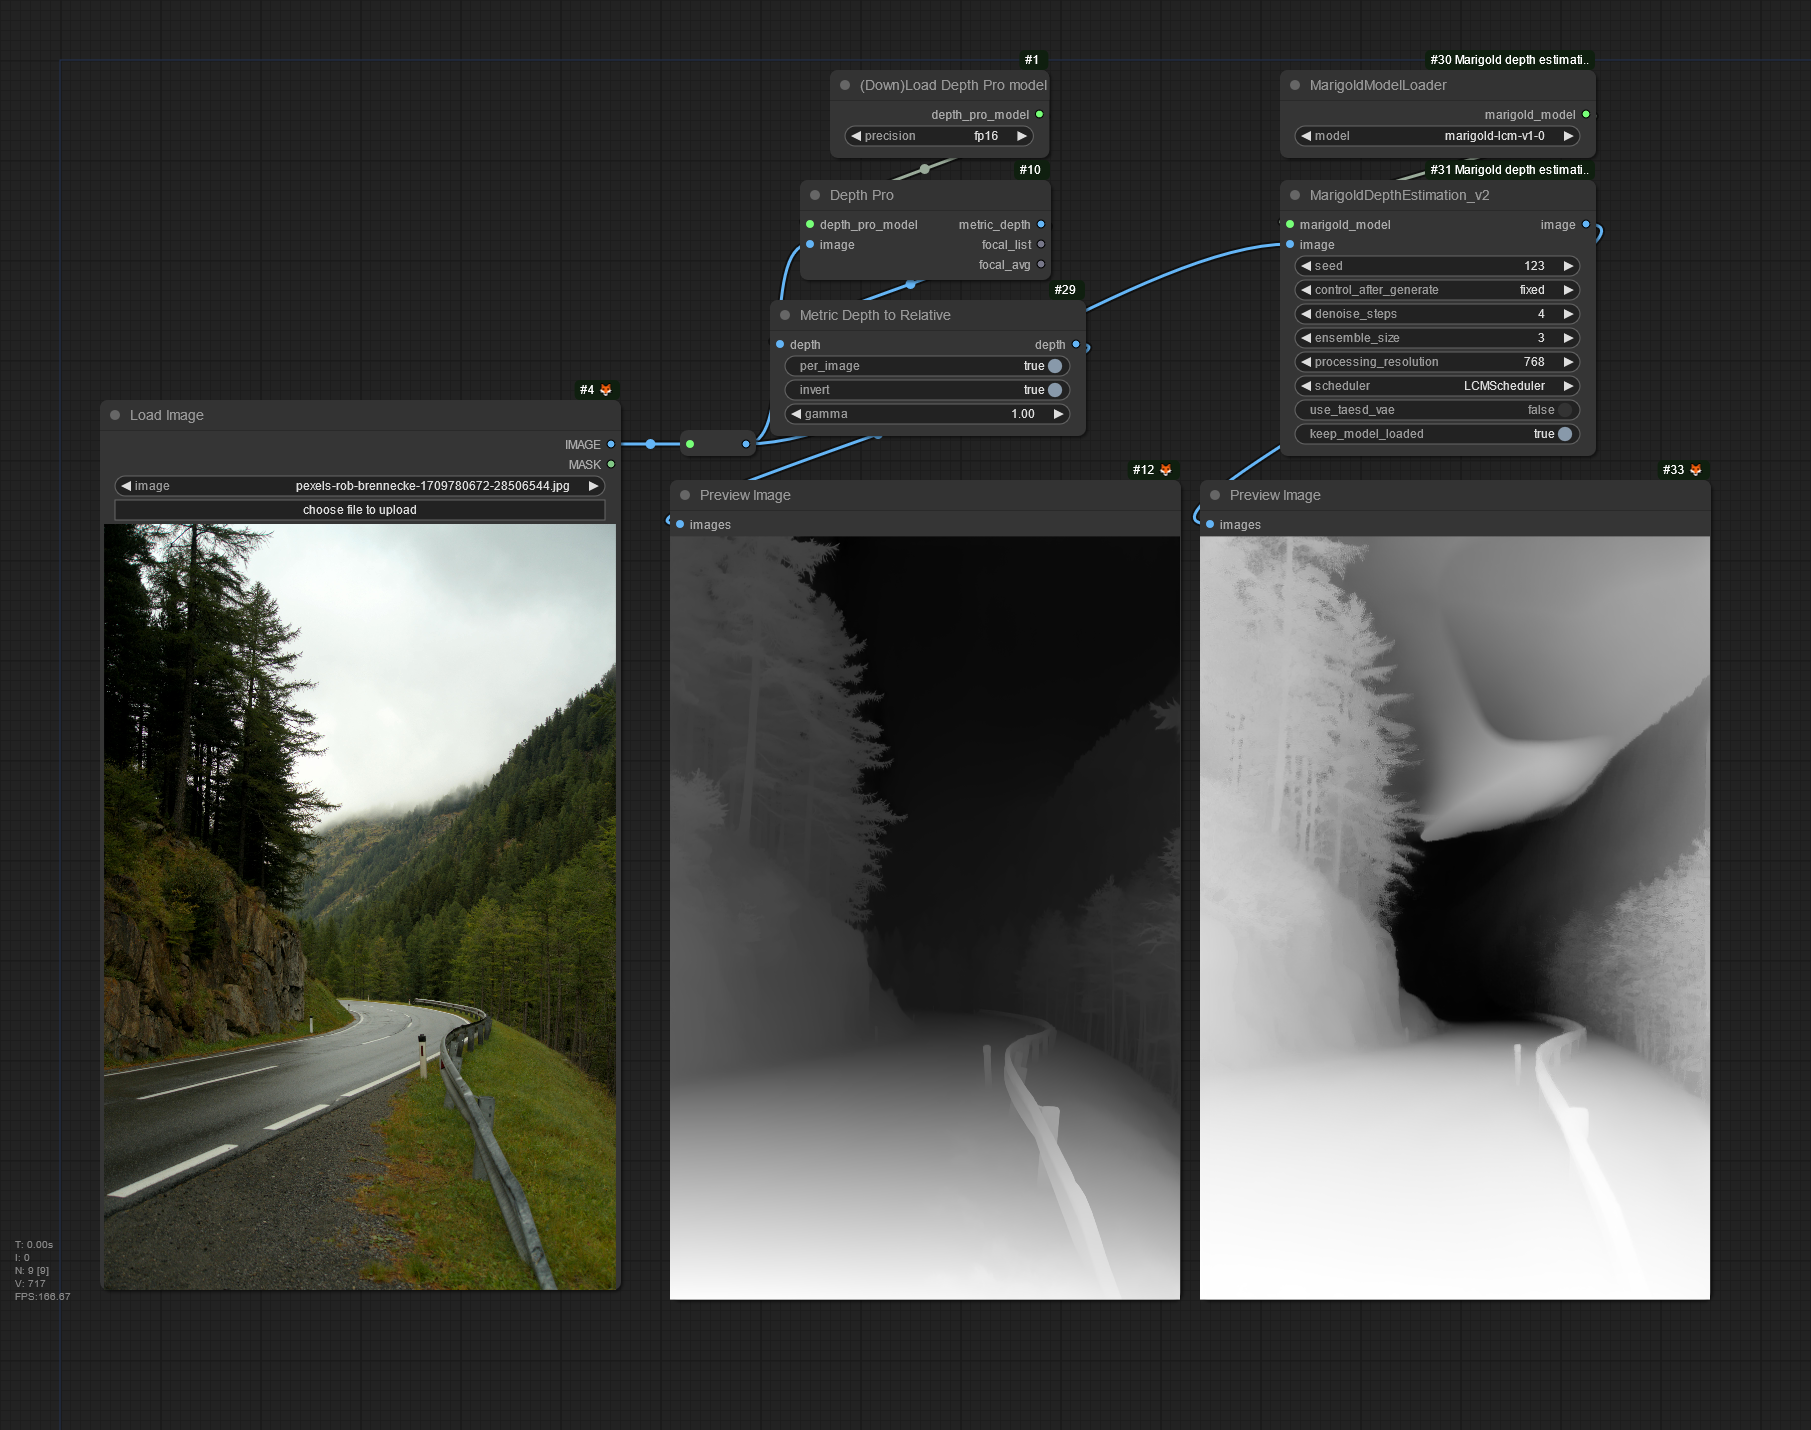 #1
(Down)Load Depth Pro model
depth_pro_model
precision fp16
#10
Depth Pro
depth_pro_model metric_depth
image focal_list
focal_avg
#29
Metric Depth to Relative
depth depth
per_image true
invert true
gamma 1.00
#30 Marigold depth estimati..
MarigoldModelLoader
marigold_model
model marigold-lcm-v1-0
#31 Marigold depth estimati..
MarigoldDepthEstimation_v2
marigold_model image
image
seed 123
control_after_generate fixed
denoise_steps 4
ensemble_size 3
processing_resolution 768
scheduler LCMScheduler
use_taesd_vae false
keep_model_loaded true
#4
Load Image
IMAGE
MASK
image pexels-rob-brennecke-1709780672-28506544.jpg
choose file to upload
#12
Preview Image
images
#33
Preview Image
images
T: 0.00s
I: 0
N: 9 [9]
V: 717
FPS:166.67